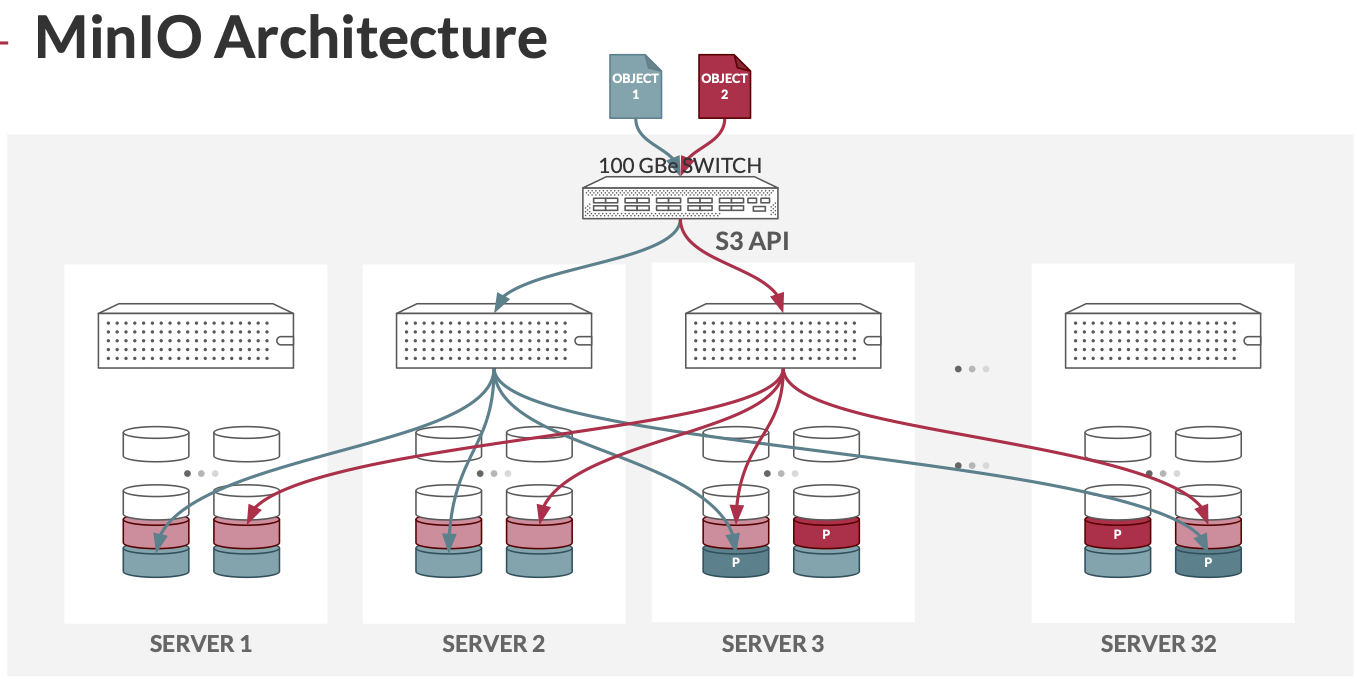 MinIO Architecture
OBJECT
1
OBJECT
2
100 GBe SWITCH
S3 API
P
P
P
P
SERVER 1
SERVER 2
SERVER 3
SERVER 32